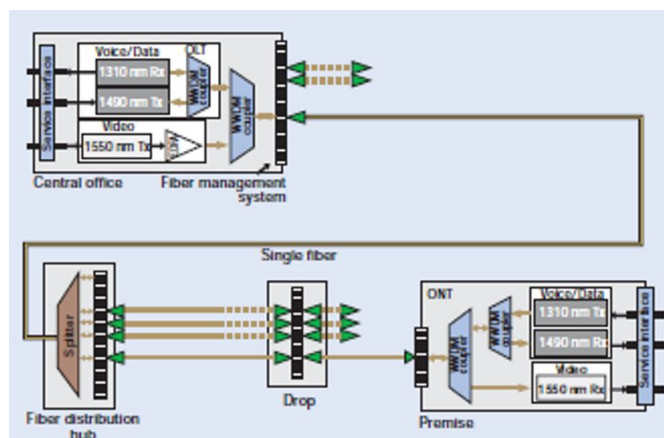 Voice/Data
OLT
1310 nm Rx
1490 nm Tx
WWDM
coupler
WWDM
coupler
Service interface
Video
1550 nm Tx
EDFA
Central office
Fiber management
system
Single fiber
Splitter
Fiber distribution
hub
Drop
ONT
WWDM
coupler
WWDM
coupler
Voice/Data
1310 nm Tx
1490 nm Rx
Video
1550 nm Rx
Service interface
Premise